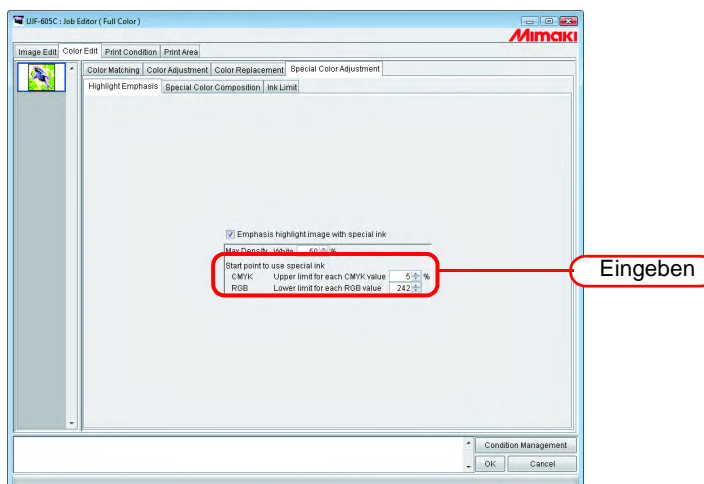 UJF-605C : Job Editor ( Full Color )
Mimaki
Image Edit Color Edit Print Condition Print Area
Color Matching Color Adjustment Color Replacement Special Color Adjustment
Highlight Emphasis Special Color Composition Ink Limit
Emphasis highlight image with special ink
Max Density White 50 %
Start point to use special ink
CMYK Upper limit for each CMYK value 5 %
RGB Lower limit for each RGB value 242
Eingeben
Condition Management
OK Cancel